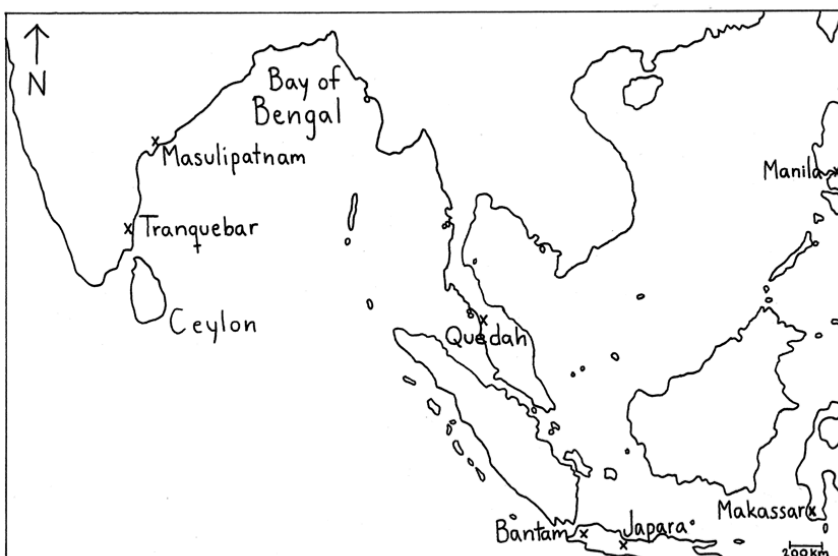 N
Bay of
Bengal
Masulipatnam
Manila
Tranquebar
Ceylon
Quedah
Makassar
Bantam
Japara
200km